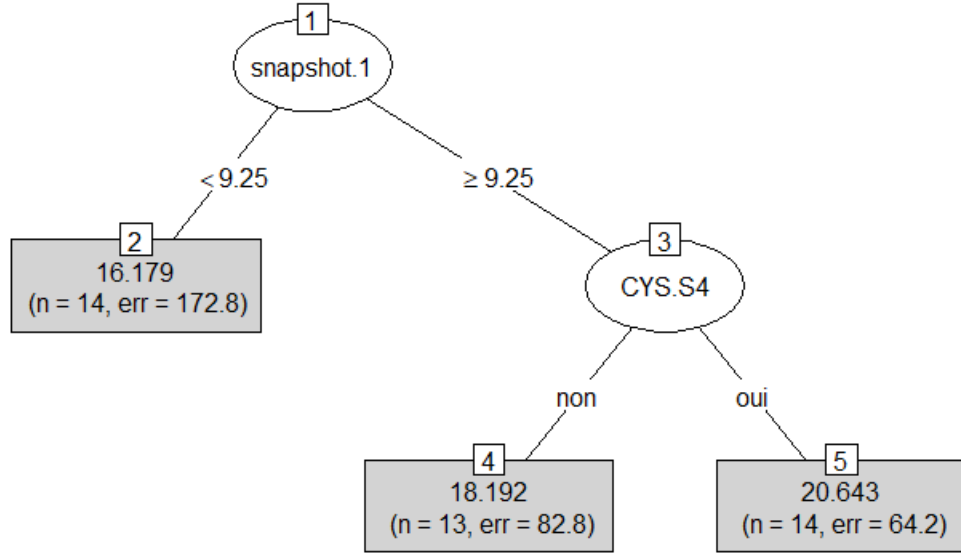 1
snapshot.1
< 9.25
≥ 9.25
2
16.179
(n = 14, err = 172.8)
3
CYS.S4
non
oui
4
18.192
(n = 13, err = 82.8)
5
20.643
(n = 14, err = 64.2)